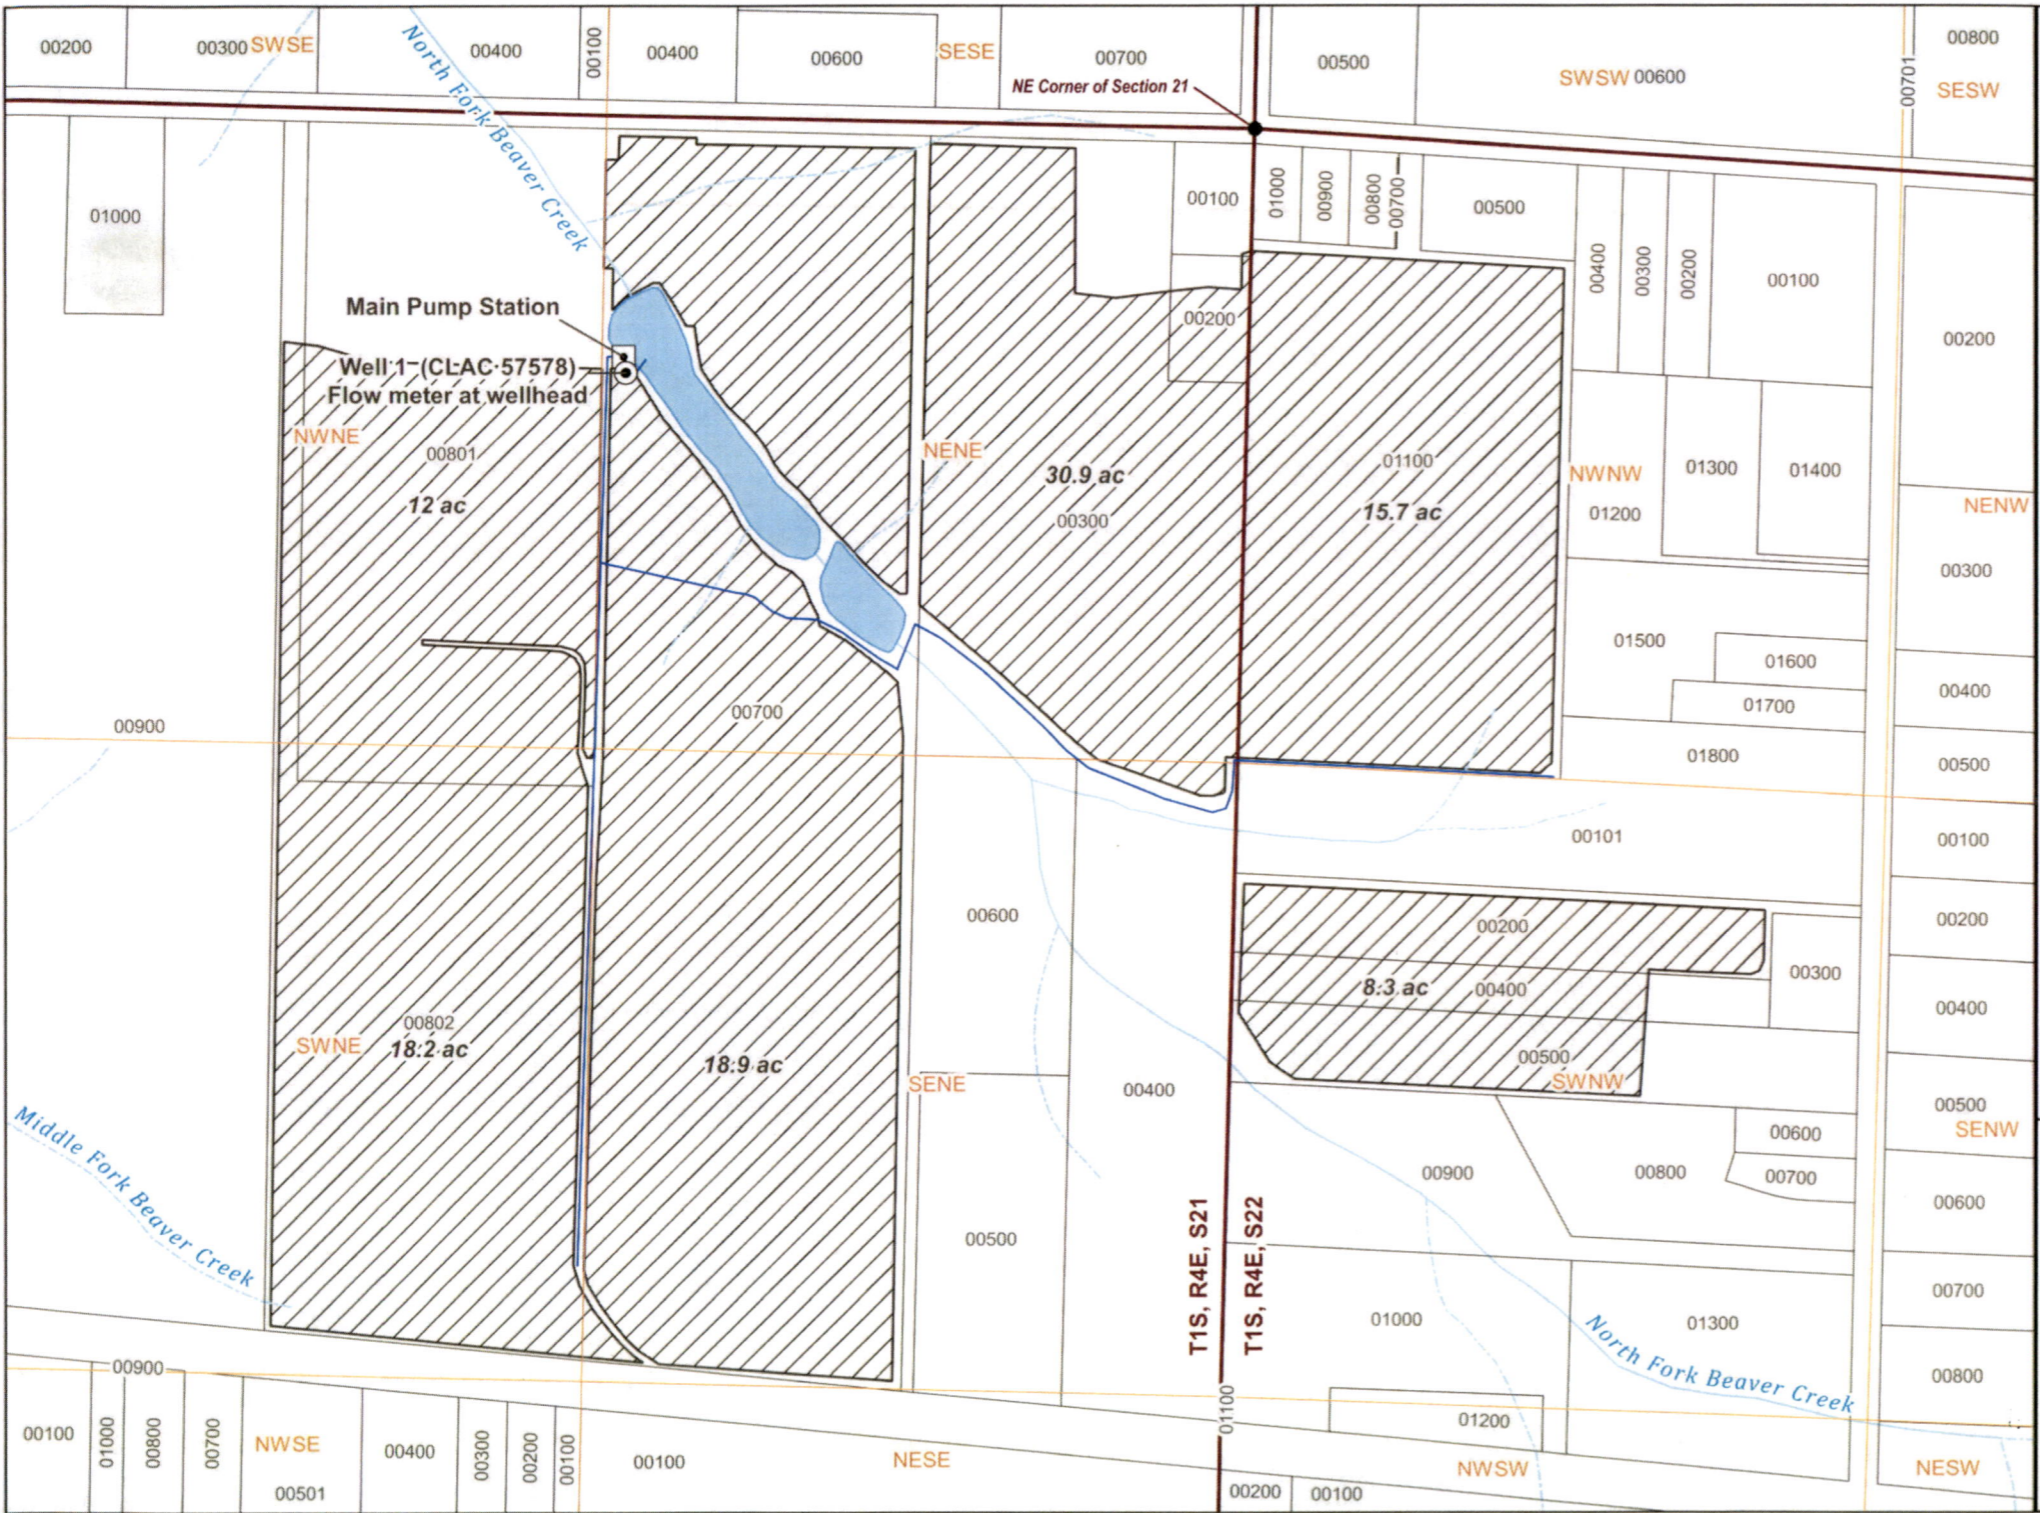 00200
00300
SWSE
00400
00100
00400
00600
SESE
00700
00500
SWSW
00600
00701
00800
SESW
North Fork Beaver Creek
NE Corner of Section 21
01000
00100
01000
00900
00800
00700
00500
00400
00300
00200
00100
00200
Main Pump Station
00200
Well 1 (CLAC 57578)
Flow meter at wellhead
NWNE
00801
12 ac
NENE
30.9 ac
00300
01100
15.7 ac
NWNW
01200
01300
01400
NENW
00300
01500
01600
01700
00400
00900
00700
01800
00500
00101
00100
00600
00200
00200
00300
8.3 ac
00400
00400
SWNE
00802
18.2 ac
18.9 ac
SENE
00400
00500
SWNW
00500
SENW
Middle Fork Beaver Creek
00600
00900
00800
00700
00600
00500
T1S, R4E, S21
T1S, R4E, S22
00700
01000
01300
North Fork Beaver Creek
00800
00900
01100
01200
00100
01000
00800
00700
NWSE
00501
00400
00300
00200
00100
00100
NESE
NWSW
NESW
00200
00100